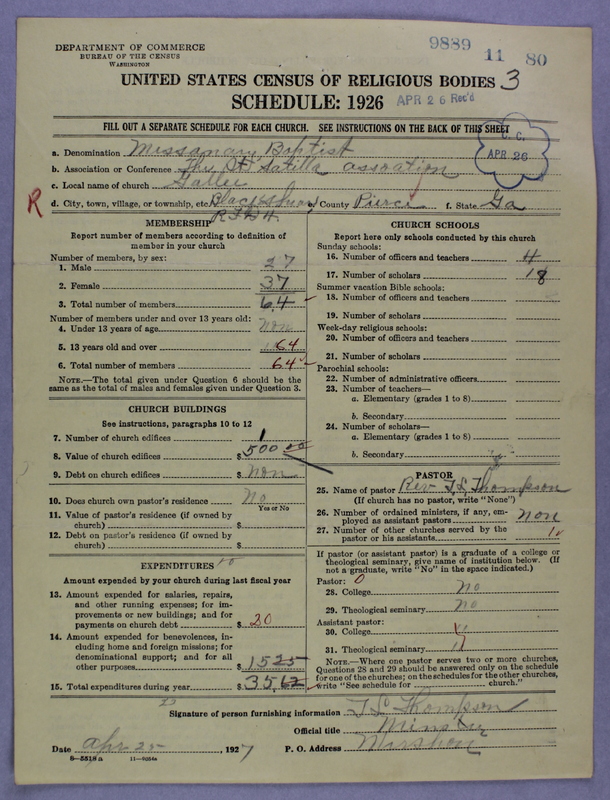 DEPARTMENT OF COMMERCE
BUREAU OF THE CENSUS
WASHINGTON
9889 11 80
UNITED STATES CENSUS OF RELIGIOUS BODIES 3
SCHEDULE: 1926
APR 26 Rec'd
FILL OUT A SEPARATE SCHEDULE FOR EACH CHURCH. SEE INSTRUCTIONS ON THE BACK OF THIS SHEET
C. C.
APR 26
a. Denomination Missanary Baptist
b. Association or Conference The Satilla
c. Local name of church
R
d. City, town, village, or township, etc. Blackshear County Pierce f. State Ga
MEMBERSHIP
Report number of members according to definition of member in your church
Number of members, by sex:
1. Male 27
2. Female 37
3. Total number of members 64
Number of members under and over 13 years old:
4. Under 13 years of age non
5. 13 years old and over 64
6. Total number of members 64
NOTE.—The total given under Question 6 should be the
same as the total of males and females given under Question 3.
CHURCH BUILDINGS
See instructions, paragraphs 10 to 12
7. Number of church edifices 1
8. Value of church edifices $500 00
9. Debt on church edifices non
10. Does church own pastor's residence No
Yes or No
11. Value of pastor's residence (if owned by
church) $
12. Debt on pastor's residence (if owned by
church) $
EXPENDITURES
Amount expended by your church during last fiscal year
13. Amount expended for salaries, repairs,
and other running expenses; for im-
provements or new buildings; and for
payments on church debt $ 20
14. Amount expended for benevolences, in-
cluding home and foreign missions; for
denominational support; and for all
other purposes $ 1525
15. Total expenditures during year $
CHURCH SCHOOLS
Report here only schools conducted by this church
Sunday schools:
16. Number of officers and teachers 4
17. Number of scholars 18
Summer vacation Bible schools:
18. Number of officers and teachers
19. Number of scholars
Week-day religious schools:
20. Number of officers and teachers
21. Number of scholars
Parochial schools:
22. Number of administrative officers
23. Number of teachers—
a. Elementary (grades 1 to 8)
b. Secondary
24. Number of scholars—
a. Elementary (grades 1 to 8)
b. Secondary
PASTOR
25. Name of pastor Rev T. S. Thompson
(If church has no pastor, write "None")
26. Number of ordained ministers, if any, em-
ployed as assistant pastors non
27. Number of other churches served by the
pastor or his assistants 1
If pastor (or assistant pastor) is a graduate of a college or
theological seminary, give name of institution below. (If
not a graduate, write "No" in the space indicated.)
Pastor: 0
28. College No
29. Theological seminary No
Assistant pastor:
30. College
31. Theological seminary
NOTE.—Where one pastor serves two or more churches,
Questions 28 and 29 should be answered only on the schedule
for one of the churches; on the schedules for the other churches,
write "See schedule for church."
Signature of person furnishing information T S Thompson
Official title
Date Apr 25, 1927 P. O. Address Mershon
8-5518a 11-9034a